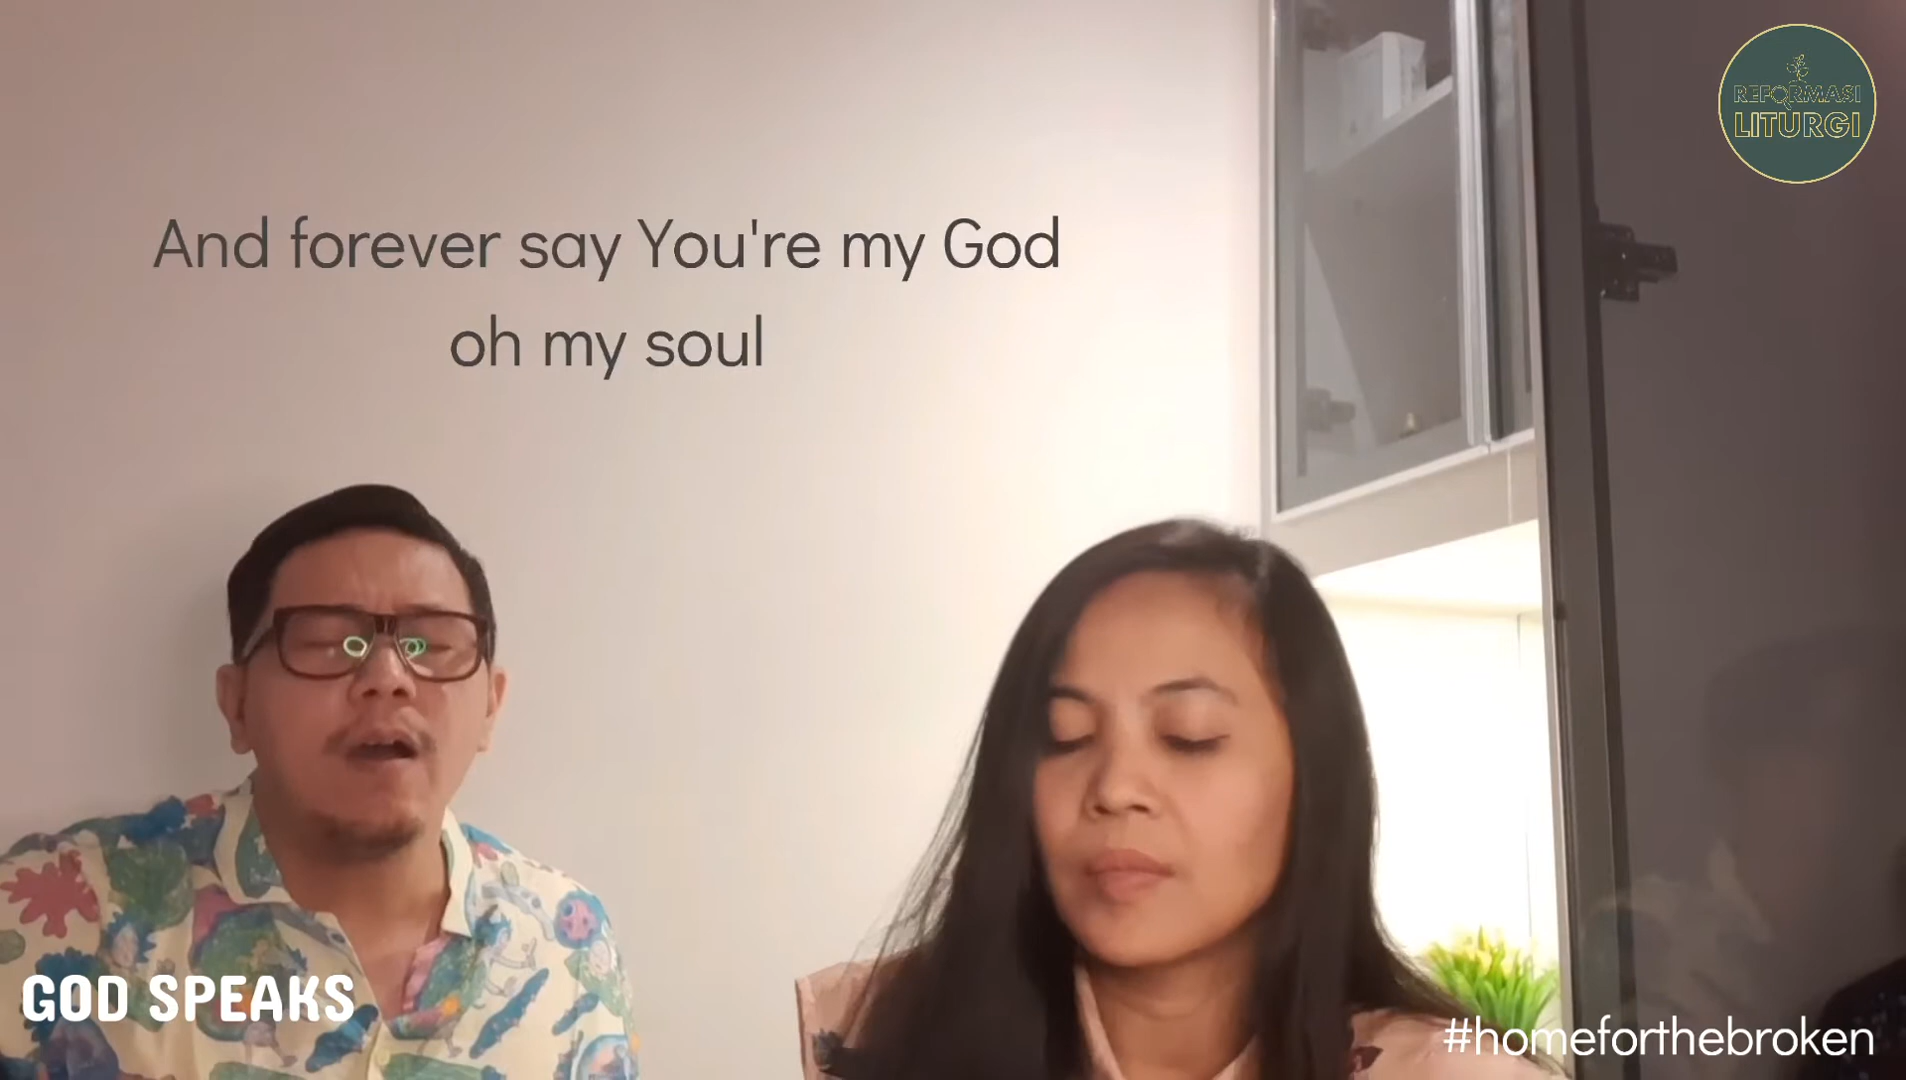 REFORMASI
LITURGI
And forever say You're my God
oh my soul
GOD SPEAKS
#homeforthebroken